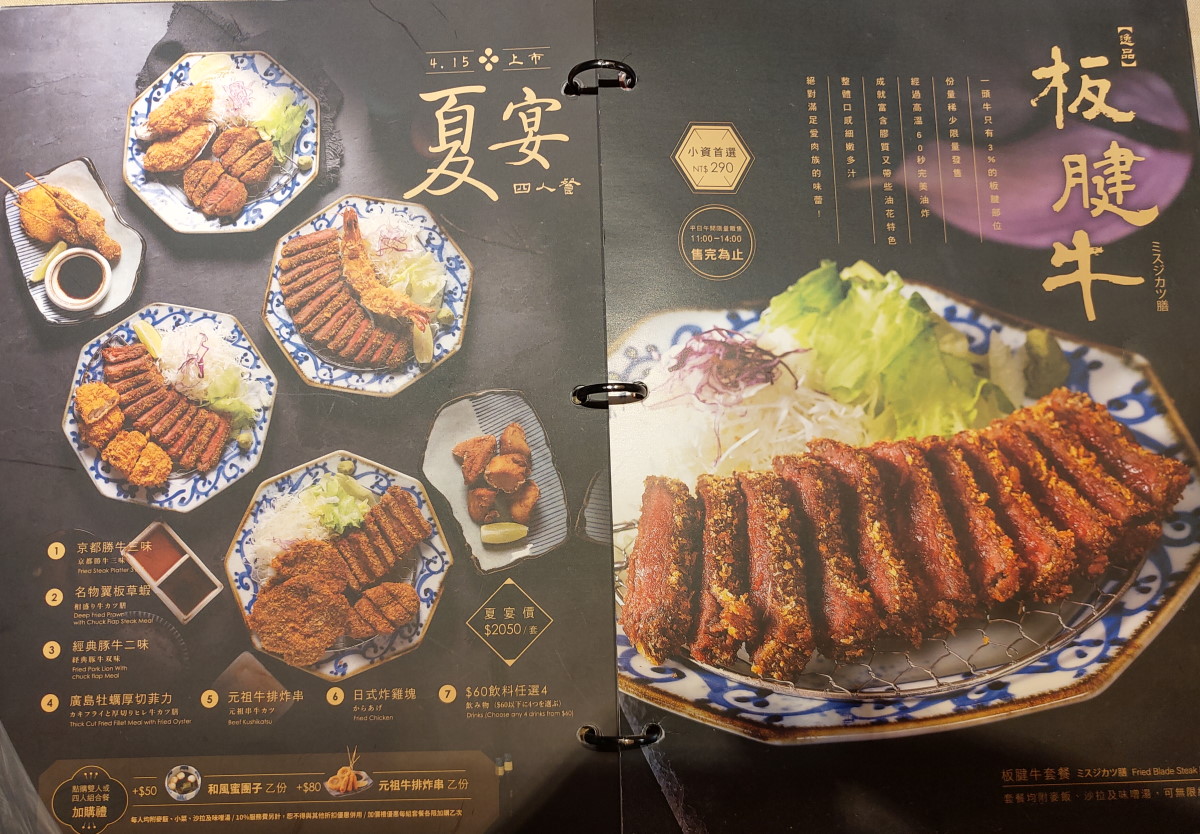 4.15 上市
夏宴
四人餐
1 京都勝牛三味
京都勝牛三味
Fried Steak Platter
2 名物翼板草蝦
相盛り牛カツ膳
Deep Fried Prawn
with Chuck Flap Steak Meal
3 經典豚牛二味
経典豚牛双味
Fried Pork Lion With
chuck Flap Meal
4 廣島牡蠣厚切菲力
カキフライと厚切りヒレ牛カツ膳
Thick Cut Fried Fillet Meal with Fried Oyster
5 元祖牛排炸串
元祖串牛カツ
Beef Kushikatsu
6 日式炸雞塊
からあげ
Fried Chicken
7 $60飲料任選4
飲み物 ($60以下に4つを選ぶ)
Drinks (Choose any 4 drinks from $60)
夏宴價
$2050/套
點購雙人或
四人組合餐
加購禮
+$50 和風蜜團子 乙份 +$80 元祖牛排炸串 乙份
每人均附麥飯、小菜、沙拉及味噌湯 / 10%服務費另計，恕不得與其他折扣優惠併用 / 加價禮優惠每組套餐各限加購乙次
【逸品】
板腱牛
ミスジカツ膳
一頭牛只有3%的板腱部位
份量稀少限量發售
經過高溫60秒完美油炸
成就富含膠質又帶些油花特色
整體口感細嫩多汁
絕對滿足愛肉族的味蕾！
小資首選
NT$ 290
平日午間限量販售
11:00-14:00
售完為止
板腱牛套餐 ミスジカツ膳 Fried Blade Steak
套餐均附麥飯、沙拉及味噌湯，可無限